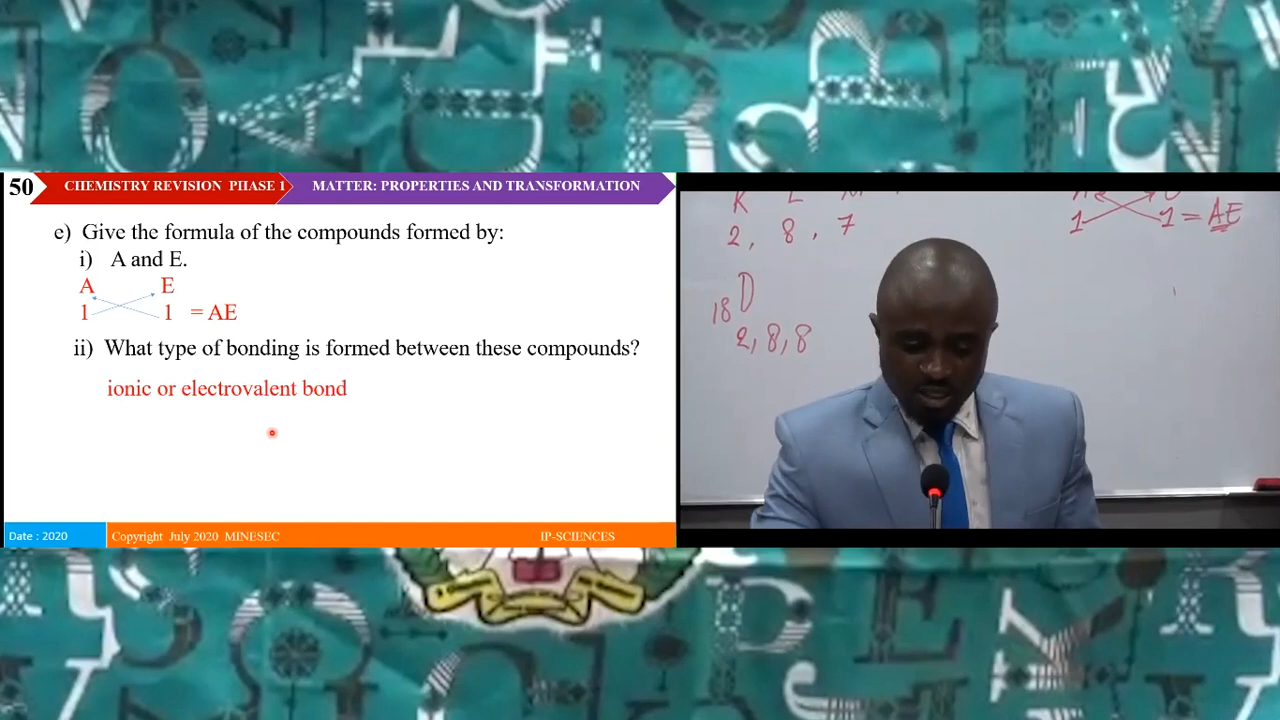 50 CHEMISTRY REVISION PHASE 1 MATTER: PROPERTIES AND TRANSFORMATION
e) Give the formula of the compounds formed by:
i) A and E.
A E
1 1 = AE
ii) What type of bonding is formed between these compounds?
ionic or electrovalent bond
Date : 2020 Copyright July 2020 MINESEC IP-SCIENCES
K L M
2, 8, 7
18 D
2, 8, 8
1 1 = AE